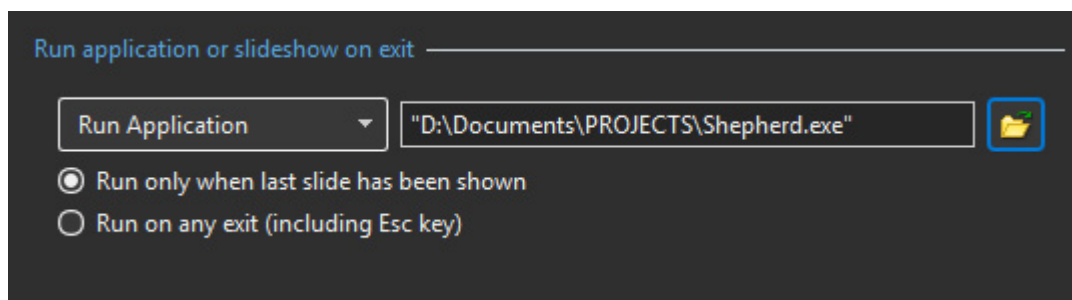 Run application or slideshow on exit
Run Application "D:\Documents\PROJECTS\Shepherd.exe"
Run only when last slide has been shown
Run on any exit (including Esc key)